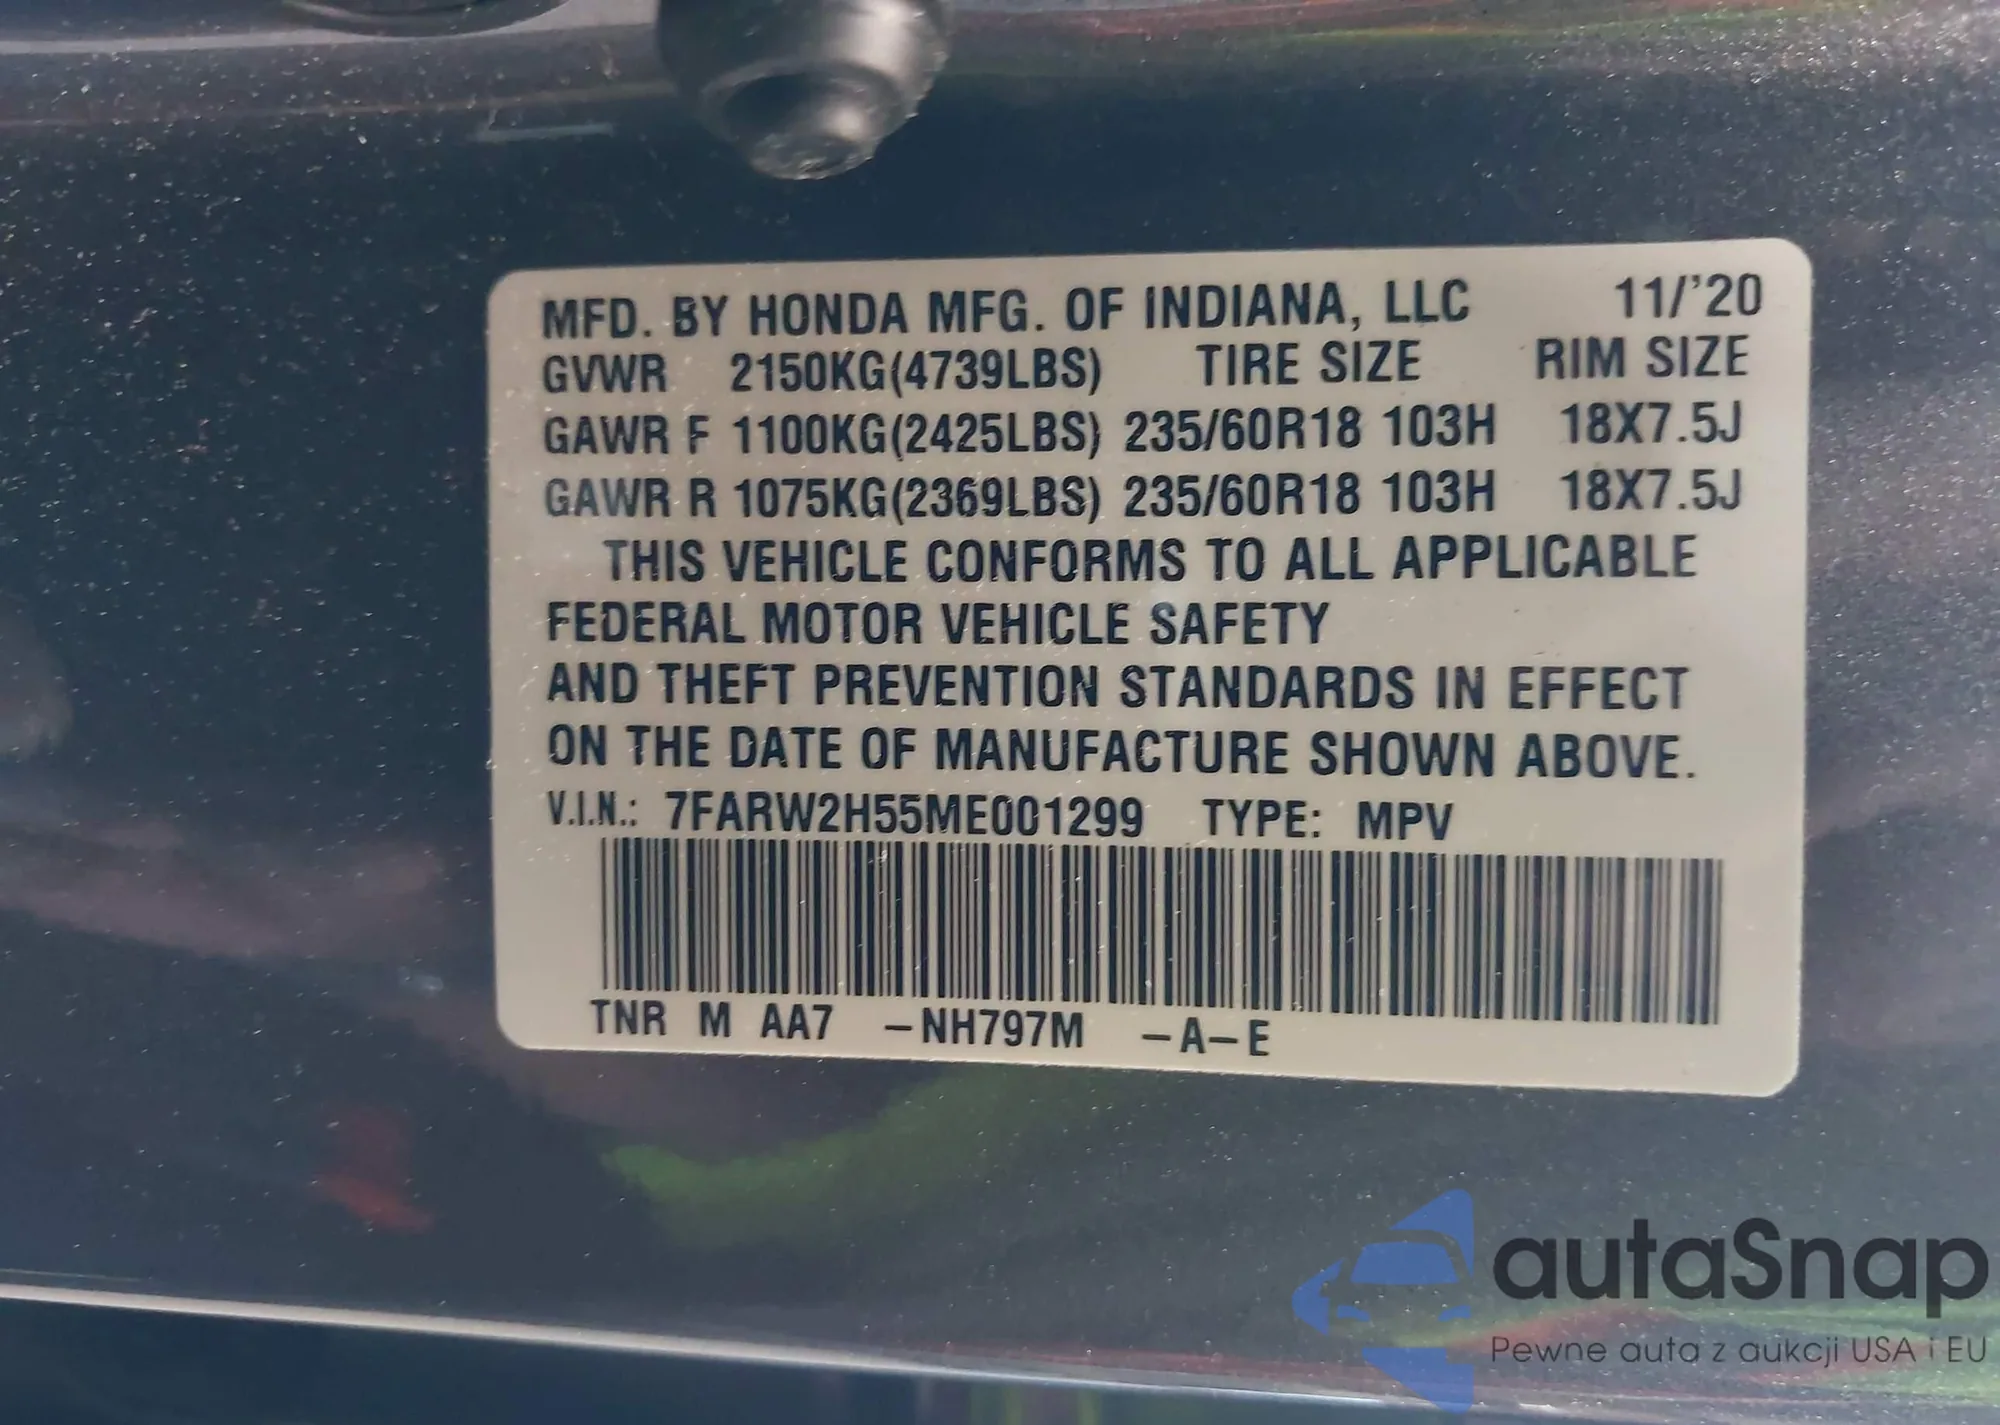 MFD. BY HONDA MFG. OF INDIANA, LLC 11/'20
GVWR 2150KG(4739LBS) TIRE SIZE RIM SIZE
GAWR F 1100KG(2425LBS) 235/60R18 103H 18X7.5J
GAWR R 1075KG(2369LBS) 235/60R18 103H 18X7.5J
THIS VEHICLE CONFORMS TO ALL APPLICABLE
FEDERAL MOTOR VEHICLE SAFETY
AND THEFT PREVENTION STANDARDS IN EFFECT
ON THE DATE OF MANUFACTURE SHOWN ABOVE.
V.I.N.: 7FARW2H55ME001299 TYPE: MPV
TNR M AA7 -NH797M -A-E
autaSnap
Pewne auta z aukcji USA i EU